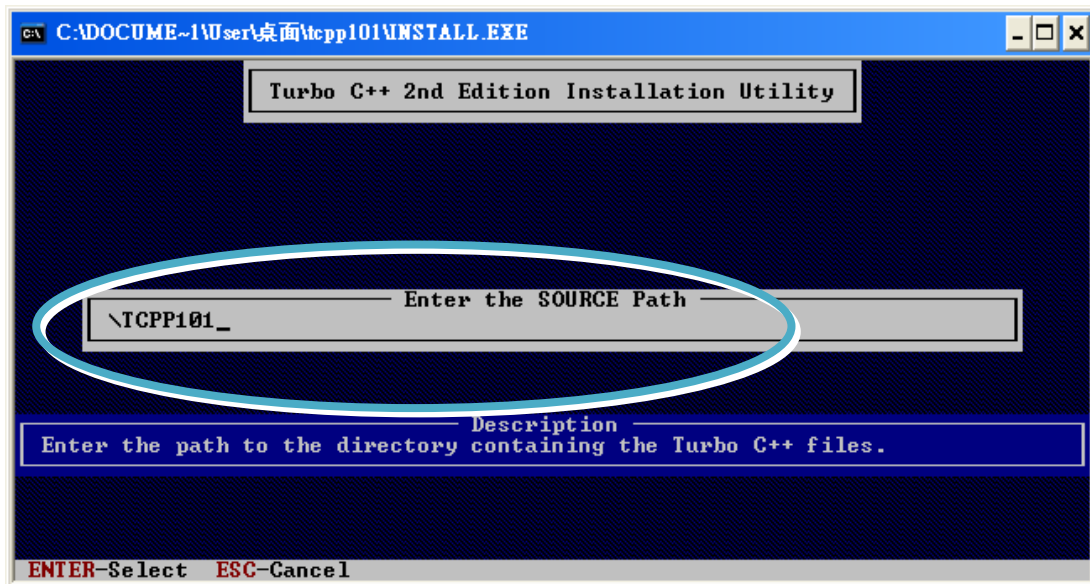 C:\DOCUME~1\User\桌面\tcpp101\INSTALL.EXE
Turbo C++ 2nd Edition Installation Utility
Enter the SOURCE Path
\TCPP101_
Description
Enter the path to the directory containing the Turbo C++ files.
ENTER-Select ESC-Cancel